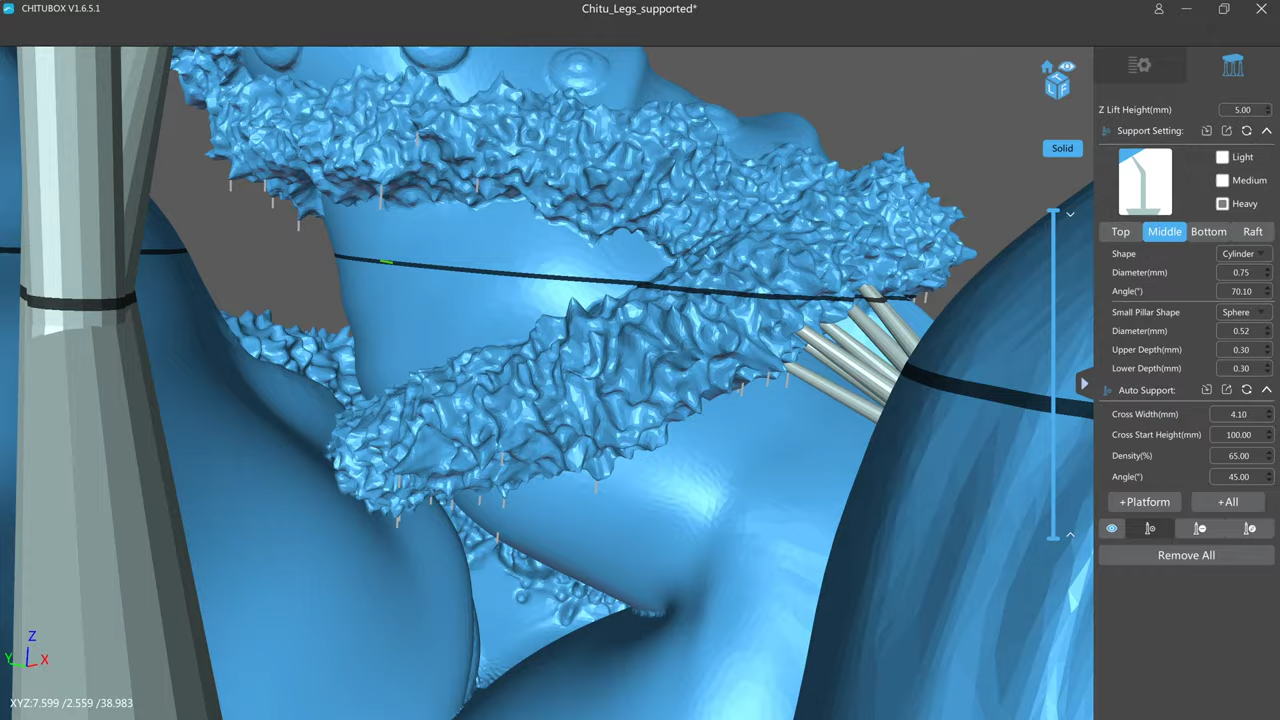 CHITUBOX V1.6.5.1
Chitu_Legs_supported*
Z Lift Height(mm) 5.00
Support Setting:
Solid
Light
Medium
Heavy
Top Middle Bottom Raft
Shape Cylinder
Diameter(mm) 0.75
Angle(°) 70.10
Small Pillar Shape Sphere
Diameter(mm) 0.52
Upper Depth(mm) 0.30
Lower Depth(mm) 0.30
Auto Support:
Cross Width(mm) 4.10
Cross Start Height(mm) 100.00
Density(%) 65.00
Angle(°) 45.00
+Platform +All
Remove All
T
L F
Z
Y X
XYZ:7.599 /2.559 /38.983